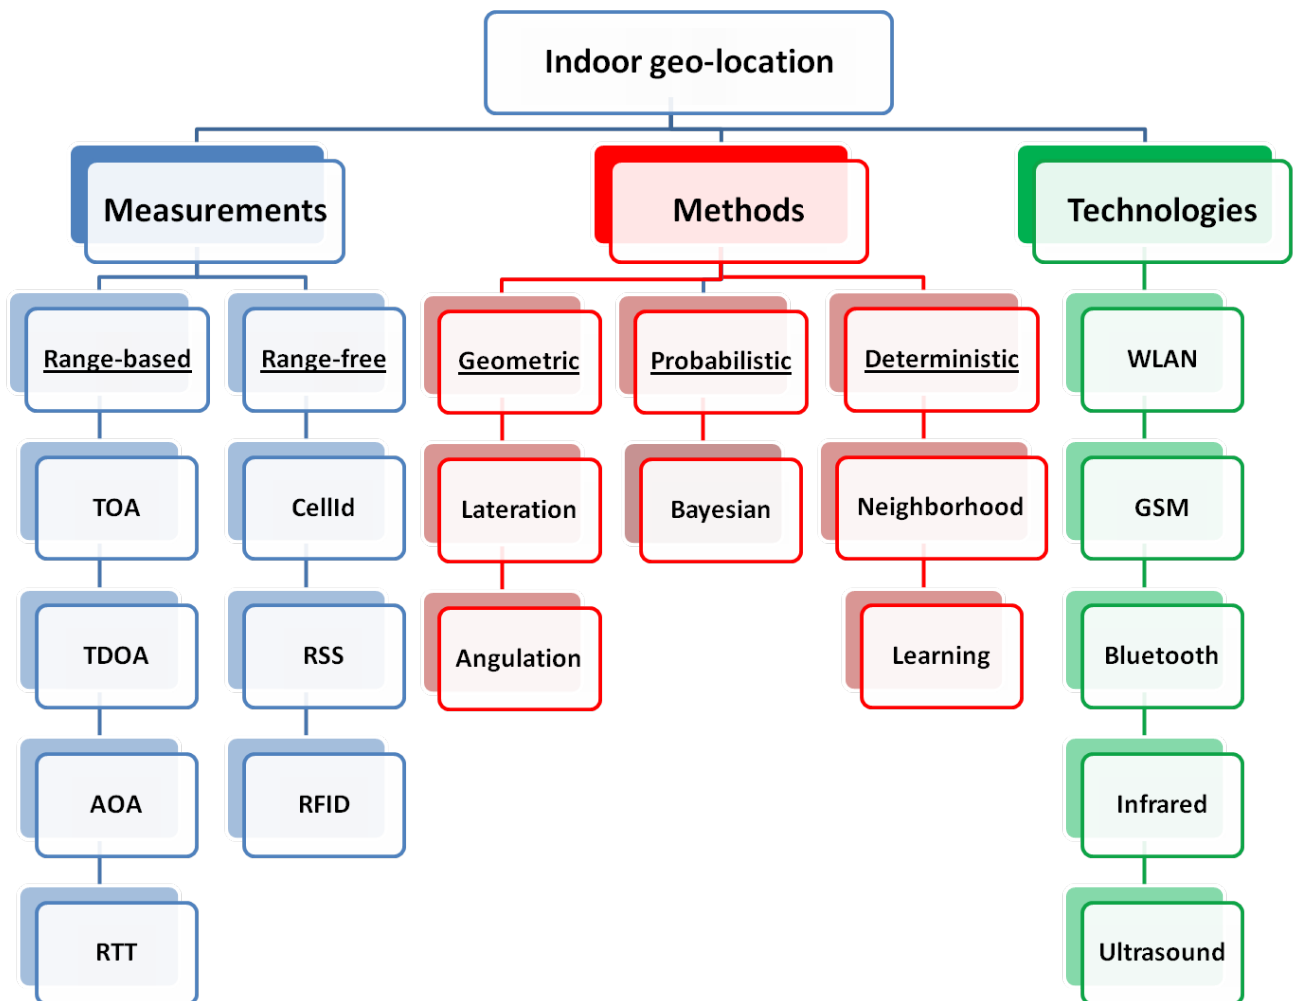 Indoor geo-location
Measurements
Methods
Technologies
Range-based
Range-free
Geometric
Probabilistic
Deterministic
WLAN
TOA
CellId
Lateration
Bayesian
Neighborhood
GSM
TDOA
RSS
Angulation
Learning
Bluetooth
AOA
RFID
Infrared
RTT
Ultrasound